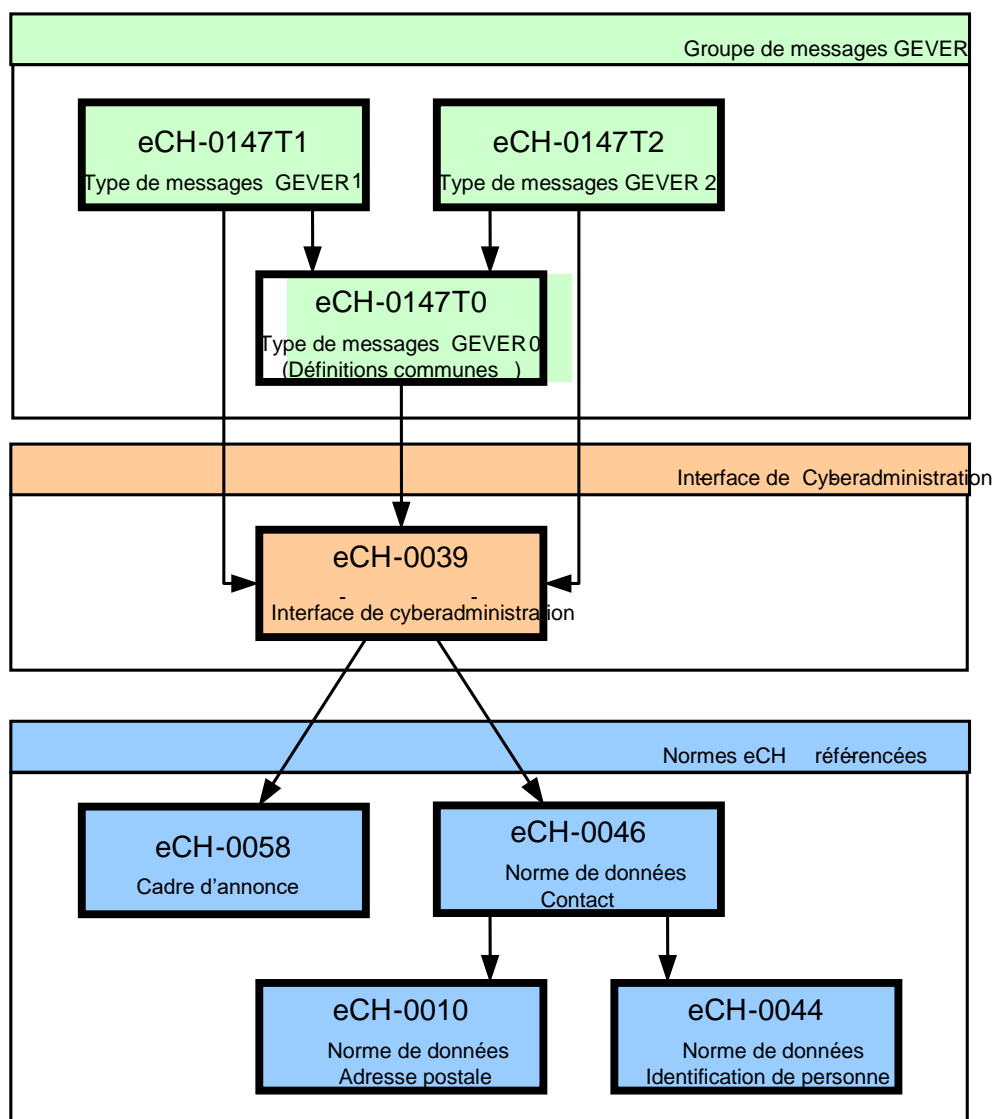 Groupe de messages GEVER
eCH-0147T1
Type de messages GEVER 1
eCH-0147T2
Type de messages GEVER 2
eCH-0147T0
Type de messages GEVER 0
(Définitions communes )
Interface de Cyberadministration
eCH-0039
Interface de cyberadministration
Normes eCH référencées
eCH-0058
Cadre d’annonce
eCH-0046
Norme de données
Contact
eCH-0010
Norme de données
Adresse postale
eCH-0044
Norme de données
Identification de personne